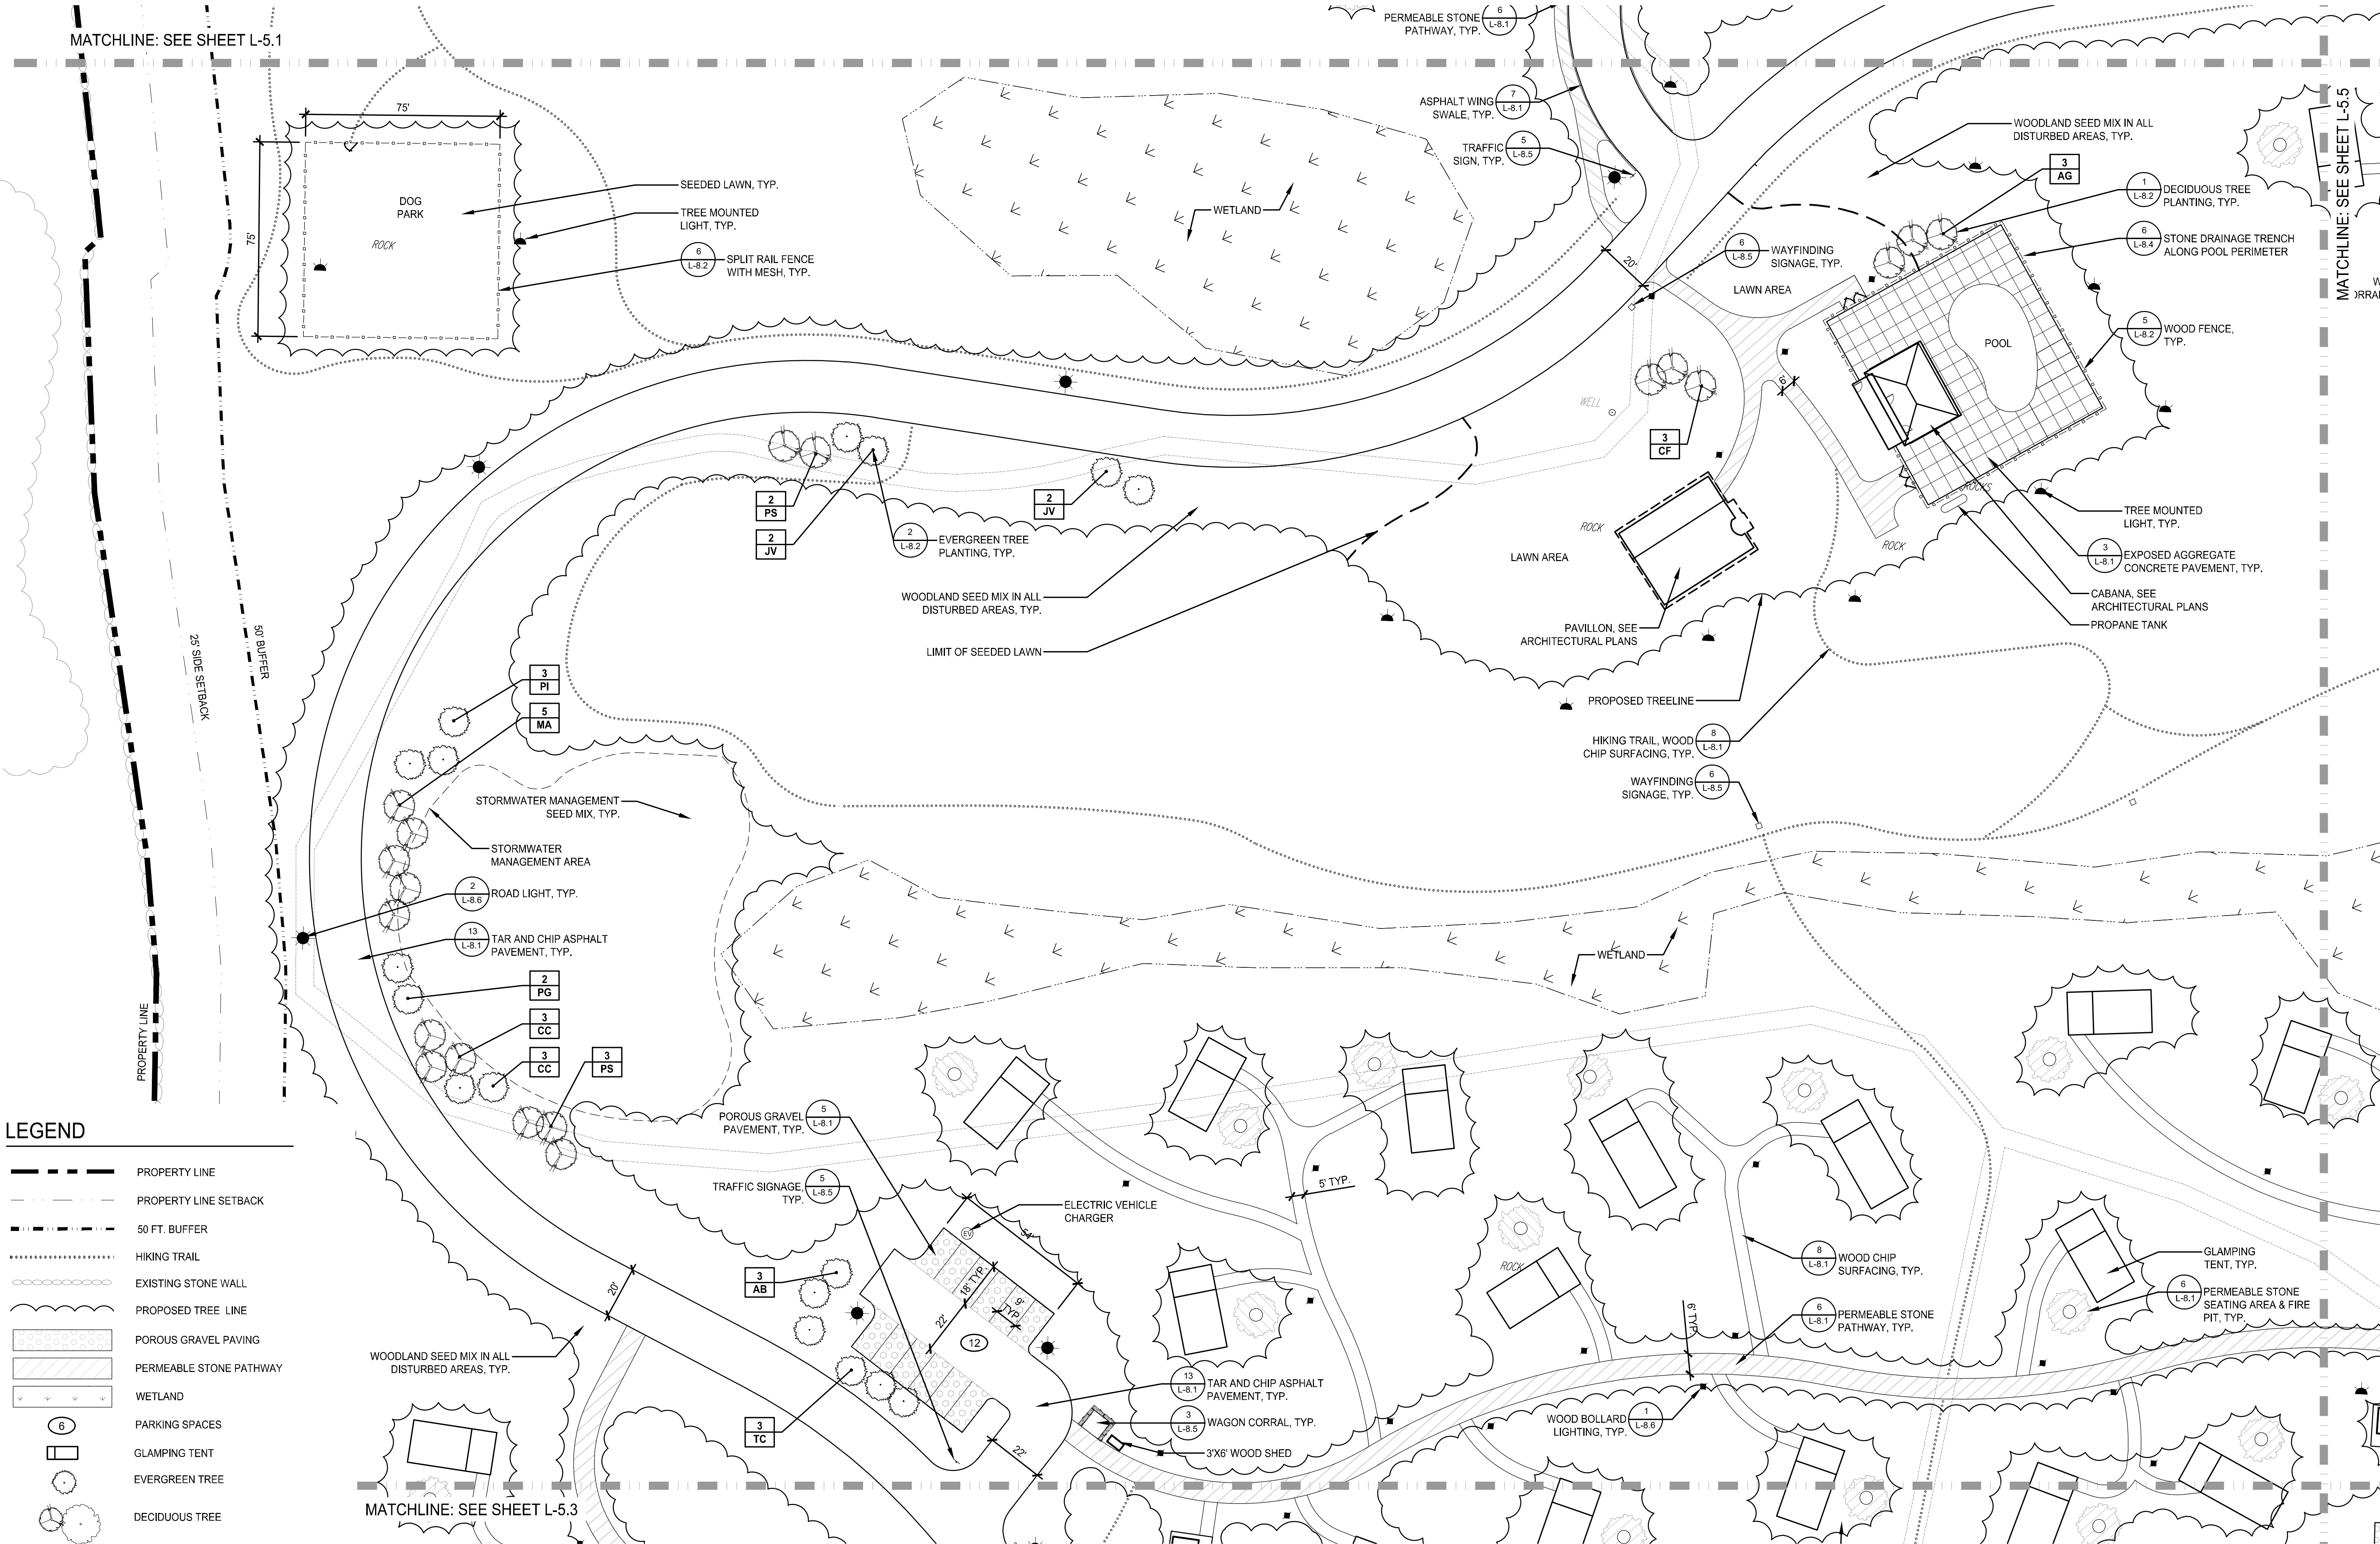 MATCHLINE: SEE SHEET L-5.1
PERMEABLE STONE
PATHWAY, TYP.
6
L-8.1
75'
75'
DOG
PARK
ROCK
SEEDED LAWN, TYP.
TREE MOUNTED
LIGHT, TYP.
6
L-8.2
SPLIT RAIL FENCE
WITH MESH, TYP.
WETLAND
ASPHALT WING
SWALE, TYP.
7
L-8.1
TRAFFIC
SIGN, TYP.
5
L-8.5
20'
6
L-8.5
WAYFINDING
SIGNAGE, TYP.
LAWN AREA
WOODLAND SEED MIX IN ALL
DISTURBED AREAS, TYP.
3
AG
1
L-8.2
DECIDUOUS TREE
PLANTING, TYP.
6
L-8.4
STONE DRAINAGE TRENCH
ALONG POOL PERIMETER
5
L-8.2
WOOD FENCE,
TYP.
POOL
MATCHLINE: SEE SHEET L-5.5
6'
WELL
3
CF
ROCKS
ROCK
TREE MOUNTED
LIGHT, TYP.
3
L-8.1
EXPOSED AGGREGATE
CONCRETE PAVEMENT, TYP.
CABANA, SEE
ARCHITECTURAL PLANS
PROPANE TANK
ROCK
LAWN AREA
PAVILLON, SEE
ARCHITECTURAL PLANS
2
PS
2
JV
2
JV
2
L-8.2
EVERGREEN TREE
PLANTING, TYP.
WOODLAND SEED MIX IN ALL
DISTURBED AREAS, TYP.
LIMIT OF SEEDED LAWN
PROPOSED TREELINE
HIKING TRAIL, WOOD
CHIP SURFACING, TYP.
8
L-8.1
WAYFINDING
SIGNAGE, TYP.
6
L-8.5
25' SIDE SETBACK
50' BUFFER
PROPERTY LINE
3
PI
5
MA
STORMWATER MANAGEMENT
SEED MIX, TYP.
STORMWATER
MANAGEMENT AREA
2
L-8.6
ROAD LIGHT, TYP.
13
L-8.1
TAR AND CHIP ASPHALT
PAVEMENT, TYP.
2
PG
3
CC
3
CC
3
PS
WETLAND
POROUS GRAVEL
PAVEMENT, TYP.
5
L-8.1
TRAFFIC SIGNAGE,
TYP.
5
L-8.5
ELECTRIC VEHICLE
CHARGER
EV
54'
18' TYP.
9'
TYP.
22'
12
5' TYP.
20'
3
AB
3
TC
WOODLAND SEED MIX IN ALL
DISTURBED AREAS, TYP.
22'
13
L-8.1
TAR AND CHIP ASPHALT
PAVEMENT, TYP.
3
L-8.5
WAGON CORRAL, TYP.
3'X6' WOOD SHED
ROCK
8
L-8.1
WOOD CHIP
SURFACING, TYP.
6' TYP.
6
L-8.1
PERMEABLE STONE
PATHWAY, TYP.
WOOD BOLLARD
LIGHTING, TYP.
1
L-8.6
GLAMPING
TENT, TYP.
6
L-8.1
PERMEABLE STONE
SEATING AREA & FIRE
PIT, TYP.
MATCHLINE: SEE SHEET L-5.3
LEGEND
PROPERTY LINE
PROPERTY LINE SETBACK
50 FT. BUFFER
HIKING TRAIL
EXISTING STONE WALL
PROPOSED TREE LINE
POROUS GRAVEL PAVING
PERMEABLE STONE PATHWAY
WETLAND
6
PARKING SPACES
GLAMPING TENT
EVERGREEN TREE
DECIDUOUS TREE